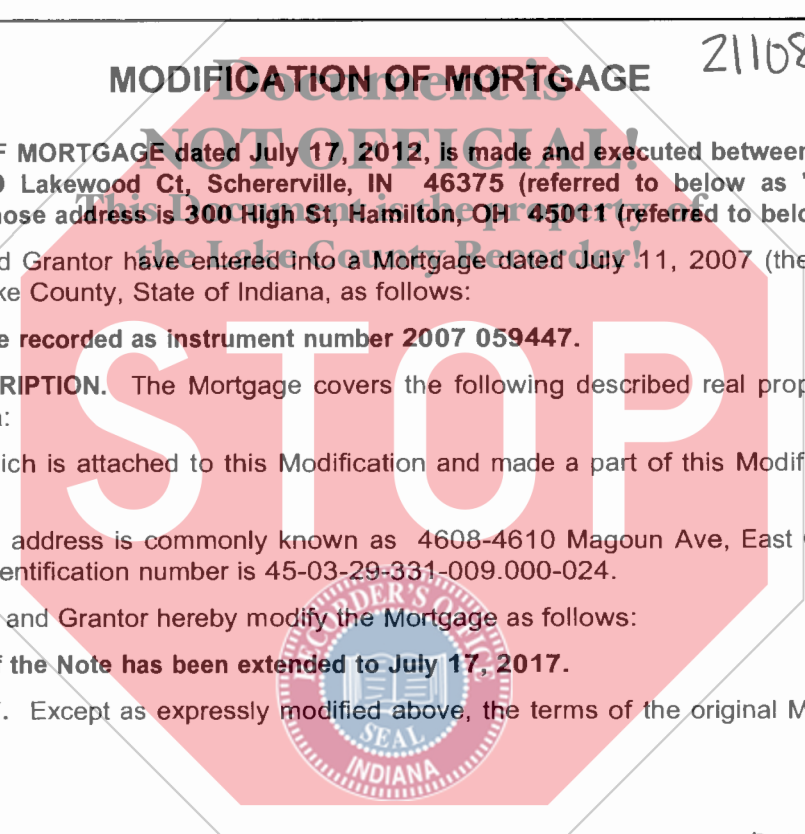 21108
MODIFICATION OF MORTGAGE
Document is
NOT OFFICIAL!
This Document is the property of
the Lake County Recorder!
F MORTGAGE dated July 17, 2012, is made and executed between
Lakewood Ct, Schererville, IN 46375 (referred to below as "
hose address is 300 High St, Hamilton, OH 45011 (referred to belo
d Grantor have entered into a Mortgage dated July 11, 2007 (the
ke County, State of Indiana, as follows:
e recorded as instrument number 2007 059447.
RIPTION. The Mortgage covers the following described real prop
:
ich is attached to this Modification and made a part of this Modif
address is commonly known as 4608-4610 Magoun Ave, East
entification number is 45-03-29-331-009.000-024.
and Grantor hereby modify the Mortgage as follows:
f the Note has been extended to July 17, 2017.
. Except as expressly modified above, the terms of the original M
STOP
RECORDER'S OFFICE
SEAL
INDIANA